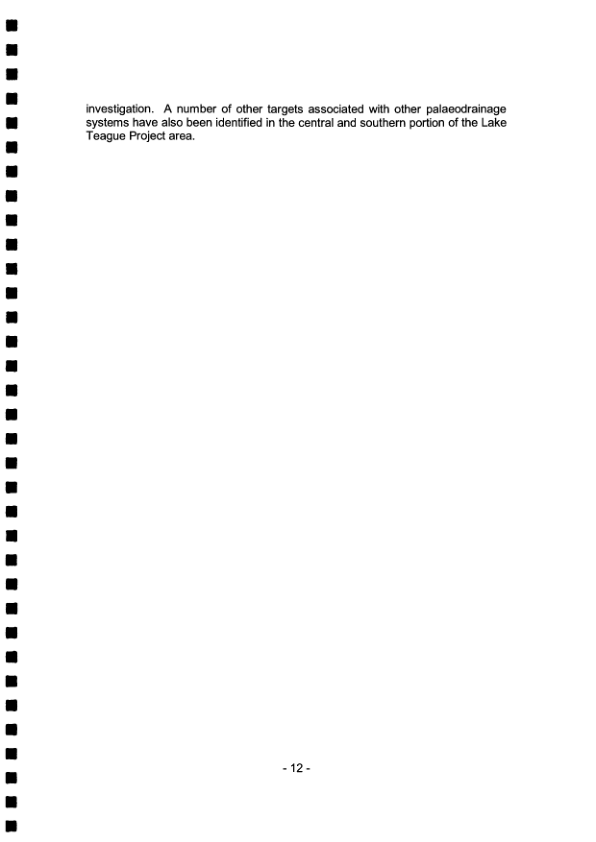 investigation. A number of other targets associated with other palaeodrainage
systems have also been identified in the central and southern portion of the Lake
Teague Project area.
- 12 -